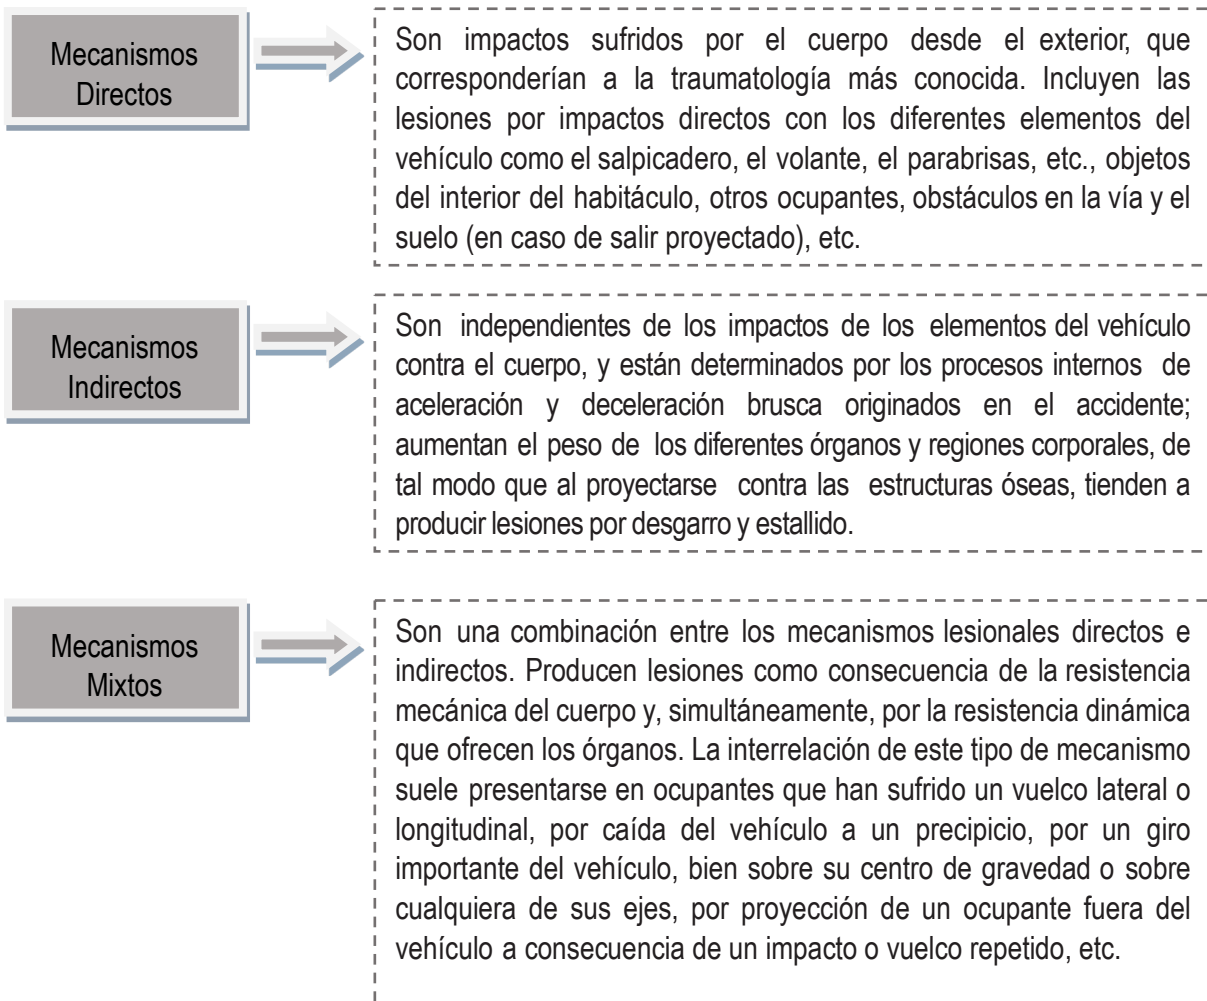 Mecanismos
Directos
Son impactos sufridos por el cuerpo desde el exterior, que
corresponderían a la traumatología más conocida. Incluyen las
lesiones por impactos directos con los diferentes elementos del
vehículo como el salpicadero, el volante, el parabrisas, etc., objetos
del interior del habitáculo, otros ocupantes, obstáculos en la vía y el
suelo (en caso de salir proyectado), etc.
Mecanismos
Indirectos
Son independientes de los impactos de los elementos del vehículo
contra el cuerpo, y están determinados por los procesos internos de
aceleración y deceleración brusca originados en el accidente;
aumentan el peso de los diferentes órganos y regiones corporales, de
tal modo que al proyectarse contra las estructuras óseas, tienden a
producir lesiones por desgarro y estallido.
Mecanismos
Mixtos
Son una combinación entre los mecanismos lesionales directos e
indirectos. Producen lesiones como consecuencia de la resistencia
mecánica del cuerpo y, simultáneamente, por la resistencia dinámica
que ofrecen los órganos. La interrelación de este tipo de mecanismo
suele presentarse en ocupantes que han sufrido un vuelco lateral o
longitudinal, por caída del vehículo a un precipicio, por un giro
importante del vehículo, bien sobre su centro de gravedad o sobre
cualquiera de sus ejes, por proyección de un ocupante fuera del
vehículo a consecuencia de un impacto o vuelco repetido, etc.